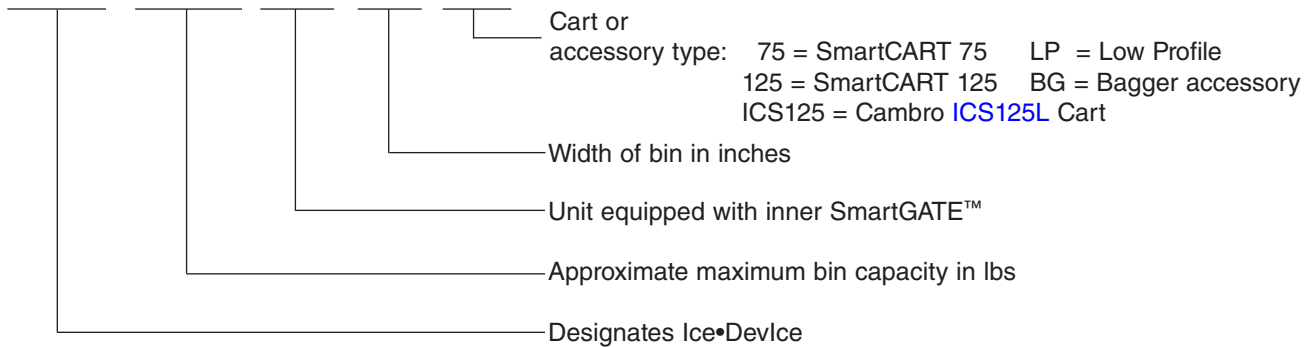 Cart or
accessory type: 75 = SmartCART 75 LP = Low Profile
125 = SmartCART 125 BG = Bagger accessory
ICS125 = Cambro ICS125L Cart
Width of bin in inches
Unit equipped with inner SmartGATE™
Approximate maximum bin capacity in lbs
Designates Ice•DevIce